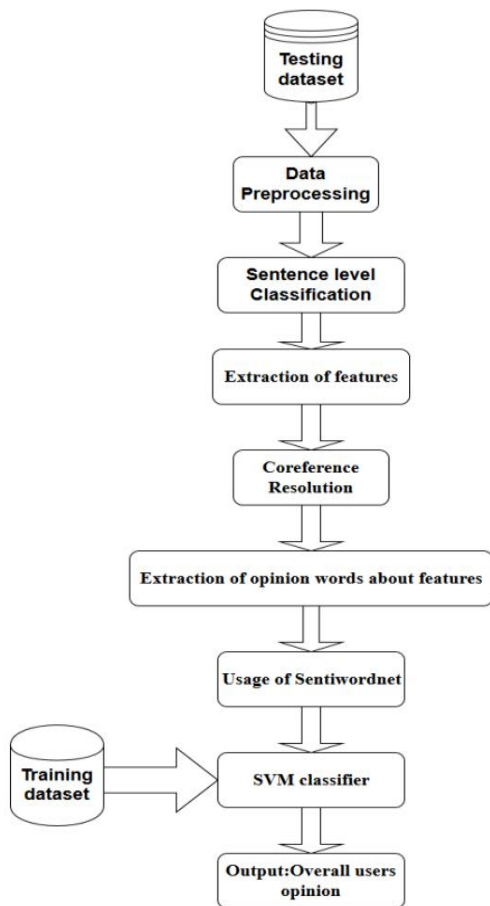 Testing
dataset
Data
Preprocessing
Sentence level
Classification
Extraction of features
Coreference
Resolution
Extraction of opinion words about features
Usage of Sentiwordnet
Training
dataset
SVM classifier
Output:Overall users
opinion